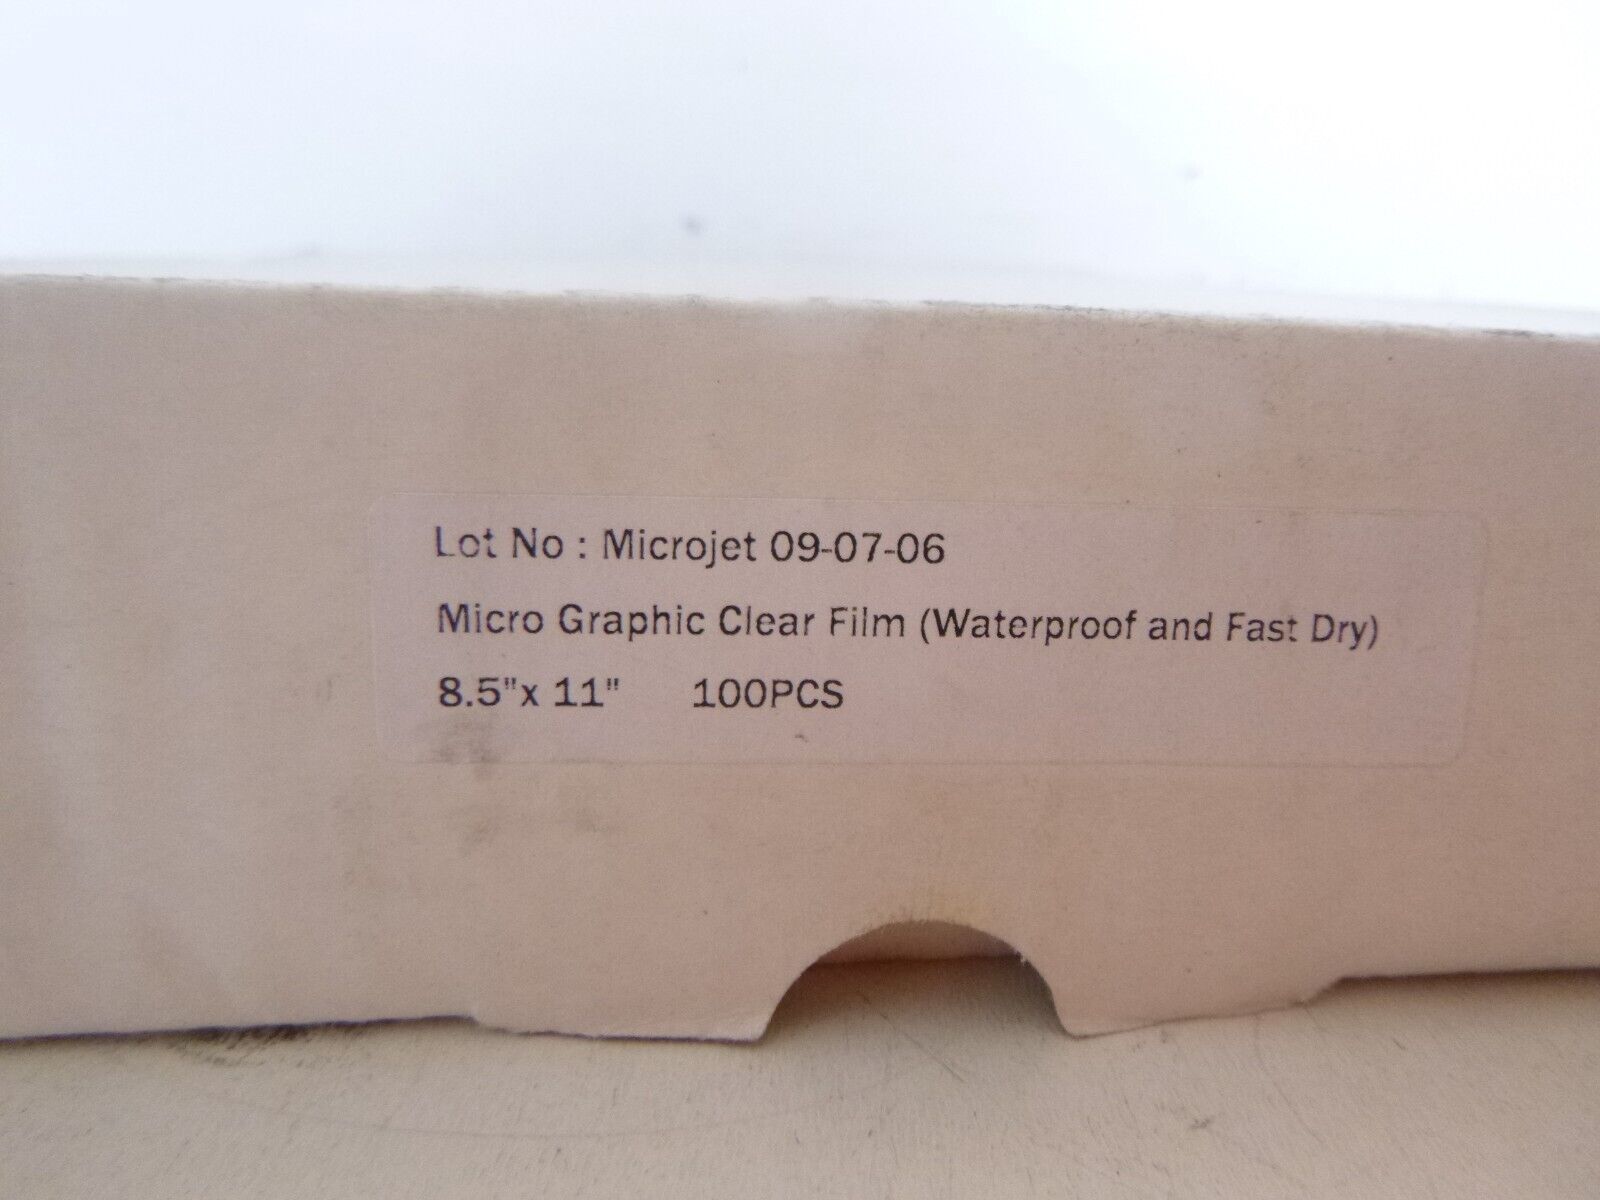 Lot No : Microjet 09-07-06
Micro Graphic Clear Film (Waterproof and Fast Dry)
8.5"x 11" 100PCS